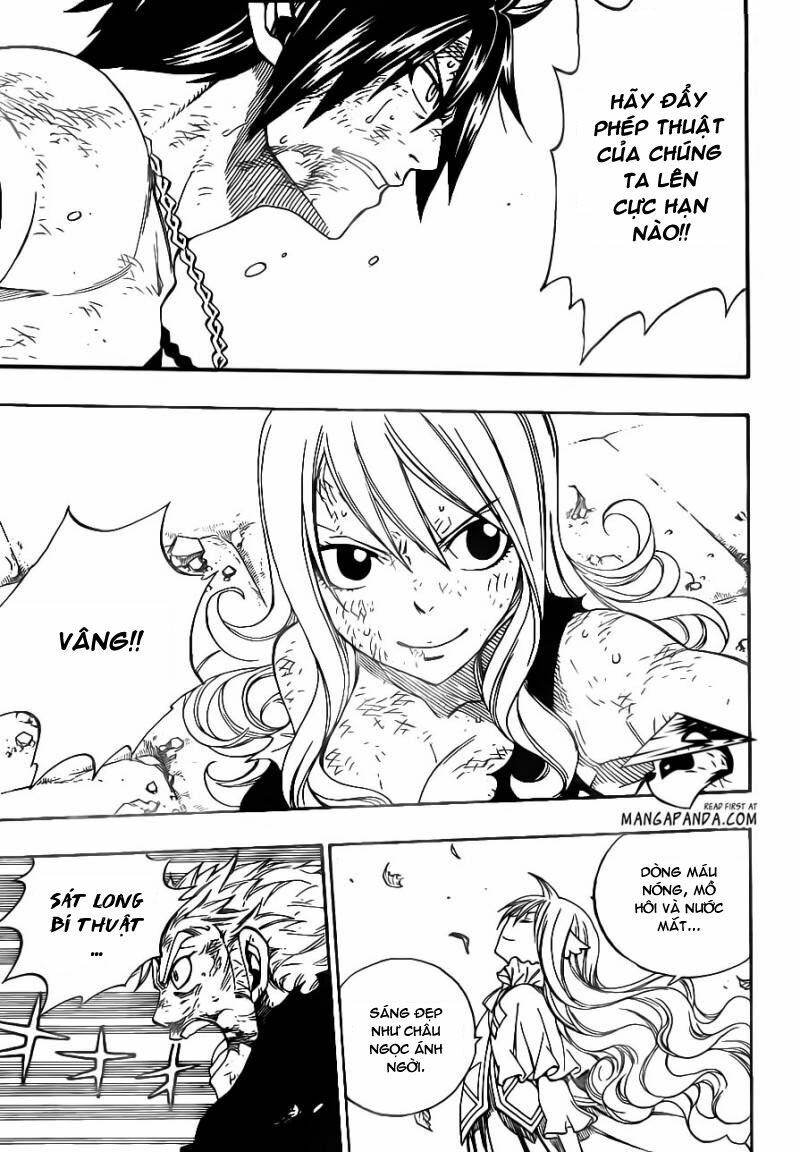 HÃY ĐẨY
PHÉP THUẬT
CỦA CHÚNG
TA LÊN
CỰC HẠN
NÀO!!
VÂNG!!
READ FIRST AT
MANGAPANDA.COM
DÒNG MÁU
NÓNG, MỒ
HÔI VÀ NƯỚC
MẮT...
SÁNG ĐẸP
NHƯ CHÂU
NGỌC ÁNH
NGỜI.
SÁT LONG
BÍ THUẬT
...